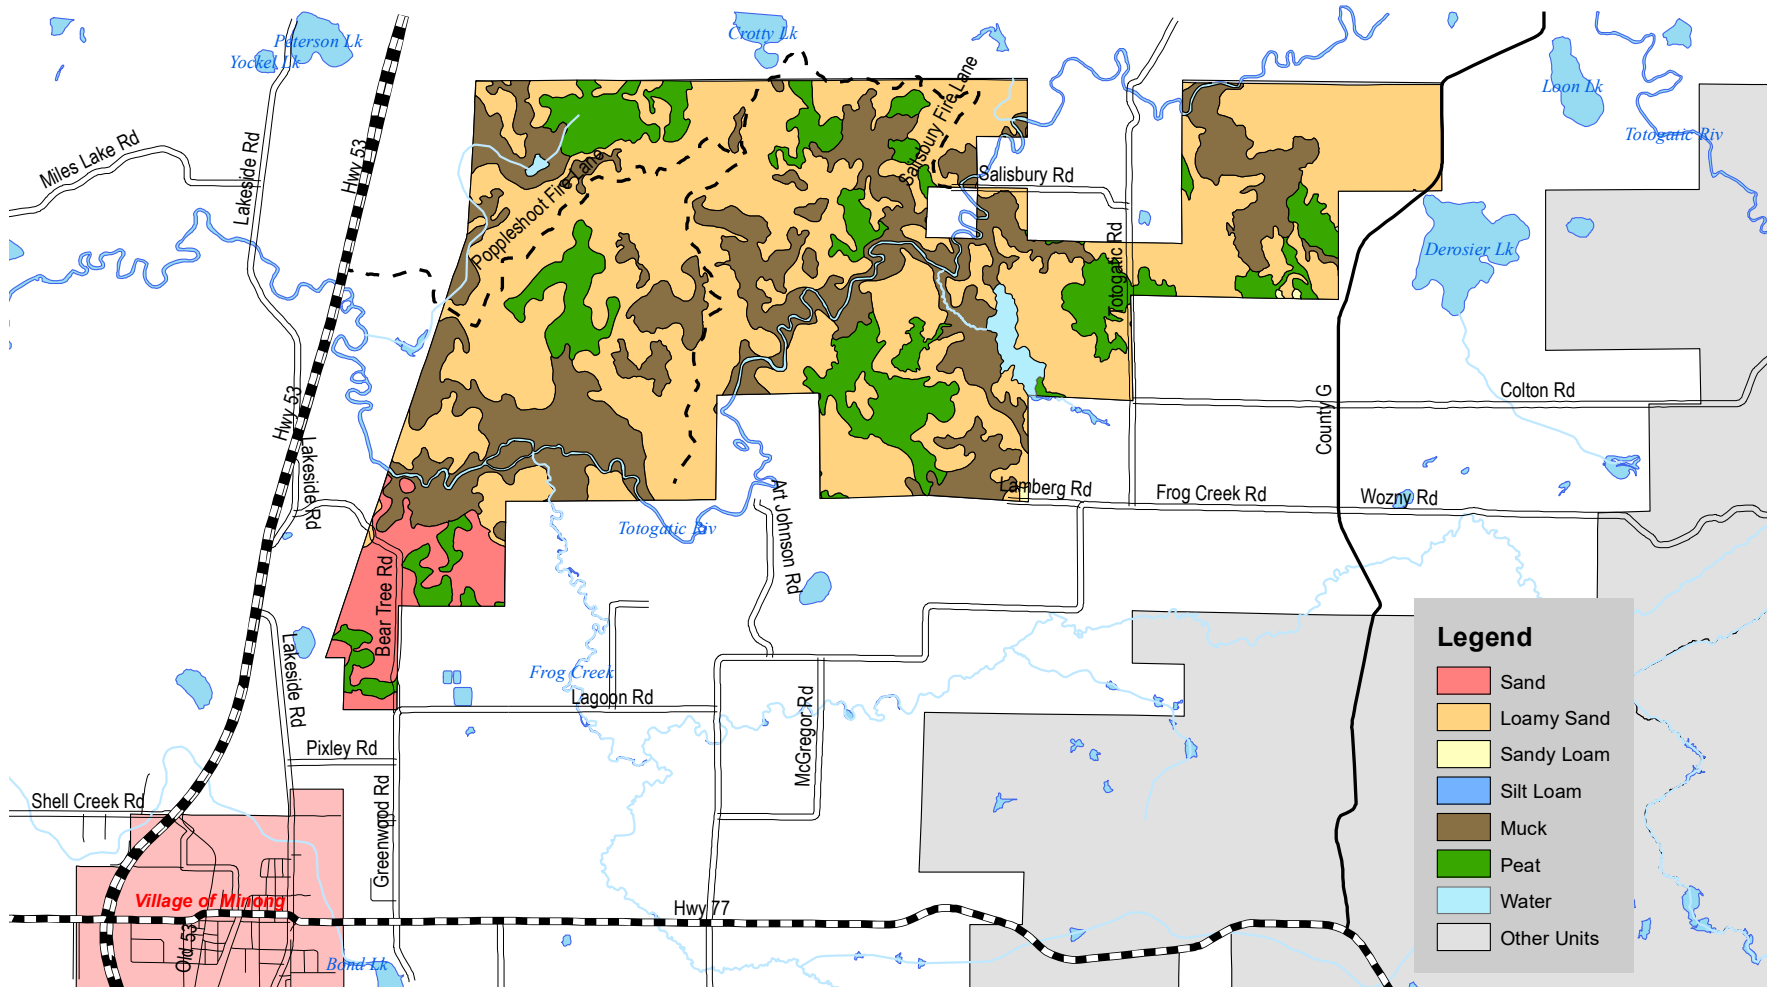 Peterson Lk
Yockel Lk
Crotty Lk
Loon Lk
Totogatic Riv
Miles Lake Rd
Lakeside Rd
Hwy 53
Salisbury Fire Lane
Poppleshoot Fire Lane
Salisbury Rd
Totogatic Rd
Derosier Lk
Hwy 53
Lakeside Rd
County G
Colton Rd
Lamberg Rd
Frog Creek Rd
Wozny Rd
Totogatic Riv
Art Johnson Rd
Bear Tree Rd
Lakeside Rd
Frog Creek
Lagoon Rd
McGregor Rd
Pixley Rd
Greenwood Rd
Shell Creek Rd
Village of Minong
Old 53
Hwy 77
Bond Lk
Legend
Sand
Loamy Sand
Sandy Loam
Silt Loam
Muck
Peat
Water
Other Units